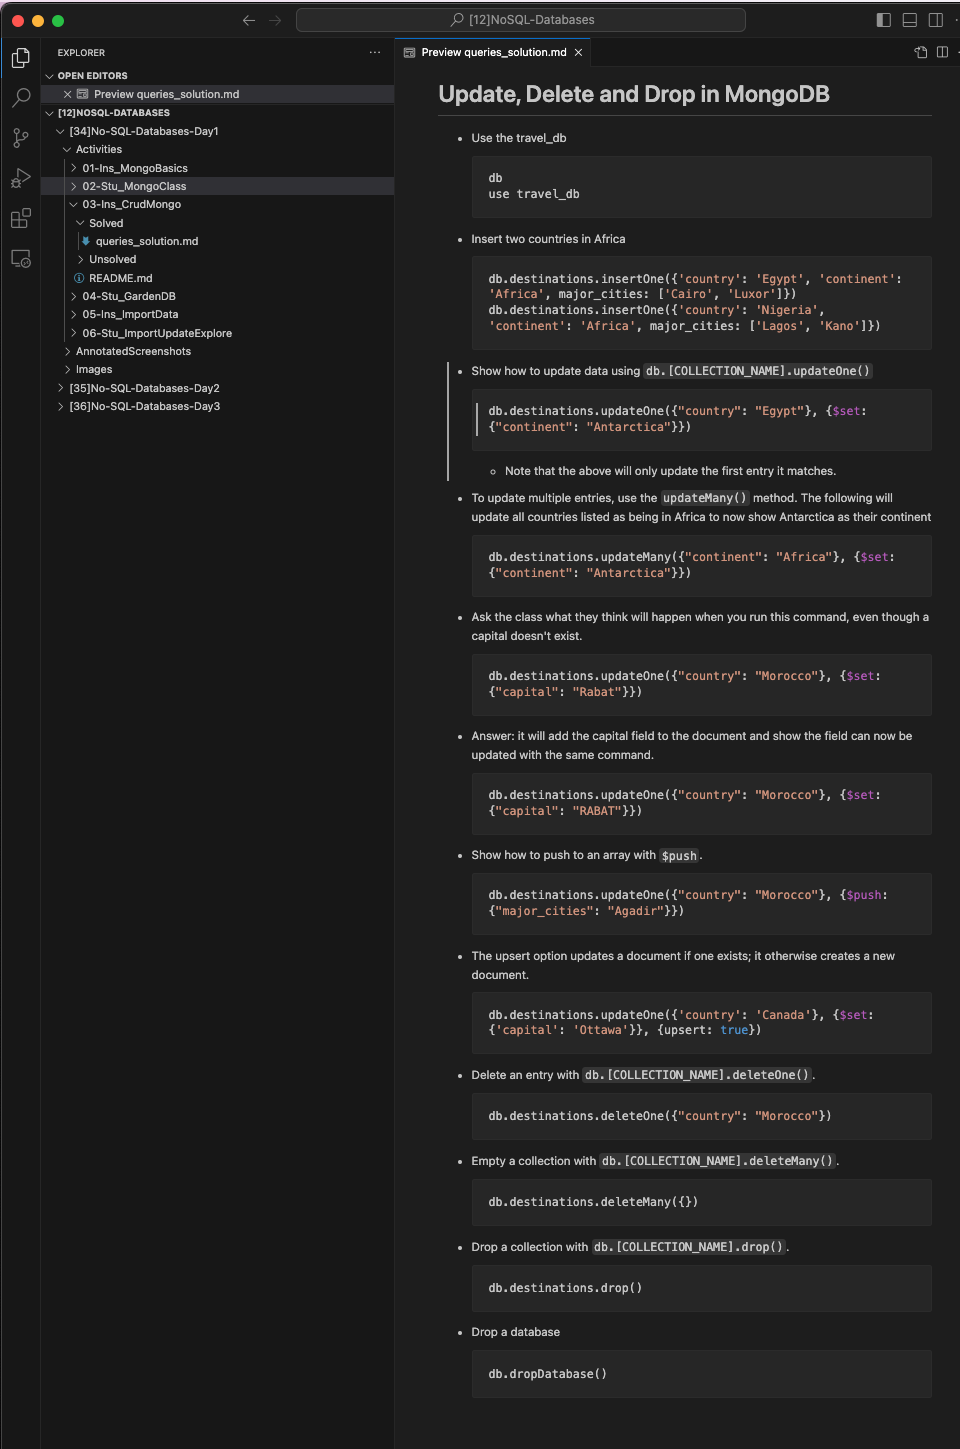 [12]NoSQL-Databases
EXPLORER
OPEN EDITORS
Preview queries_solution.md
[12]NOSQL-DATABASES
[34]No-SQL-Databases-Day1
Activities
01-Ins_MongoBasics
02-Stu_MongoClass
03-Ins_CrudMongo
Solved
queries_solution.md
Unsolved
README.md
04-Stu_GardenDB
05-Ins_ImportData
06-Stu_ImportUpdateExplore
AnnotatedScreenshots
Images
[35]No-SQL-Databases-Day2
[36]No-SQL-Databases-Day3
Preview queries_solution.md
Update, Delete and Drop in MongoDB
• Use the travel_db
db
use travel_db
• Insert two countries in Africa
db.destinations.insertOne({'country': 'Egypt', 'continent':
'Africa', major_cities: ['Cairo', 'Luxor']})
db.destinations.insertOne({'country': 'Nigeria',
'continent': 'Africa', major_cities: ['Lagos', 'Kano']})
• Show how to update data using db.[COLLECTION_NAME].updateOne()
db.destinations.updateOne({"country": "Egypt"}, {$set:
{"continent": "Antarctica"}})
◦ Note that the above will only update the first entry it matches.
• To update multiple entries, use the updateMany() method. The following will
update all countries listed as being in Africa to now show Antarctica as their continent
db.destinations.updateMany({"continent": "Africa"}, {$set:
{"continent": "Antarctica"}})
• Ask the class what they think will happen when you run this command, even though a
capital doesn't exist.
db.destinations.updateOne({"country": "Morocco"}, {$set:
{"capital": "Rabat"}})
• Answer: it will add the capital field to the document and show the field can now be
updated with the same command.
db.destinations.updateOne({"country": "Morocco"}, {$set:
{"capital": "RABAT"}})
• Show how to push to an array with $push.
db.destinations.updateOne({"country": "Morocco"}, {$push:
{"major_cities": "Agadir"}})
• The upsert option updates a document if one exists; it otherwise creates a new
document.
db.destinations.updateOne({'country': 'Canada'}, {$set:
{'capital': 'Ottawa'}}, {upsert: true})
• Delete an entry with db.[COLLECTION_NAME].deleteOne().
db.destinations.deleteOne({"country": "Morocco"})
• Empty a collection with db.[COLLECTION_NAME].deleteMany().
db.destinations.deleteMany({})
• Drop a collection with db.[COLLECTION_NAME].drop().
db.destinations.drop()
• Drop a database
db.dropDatabase()